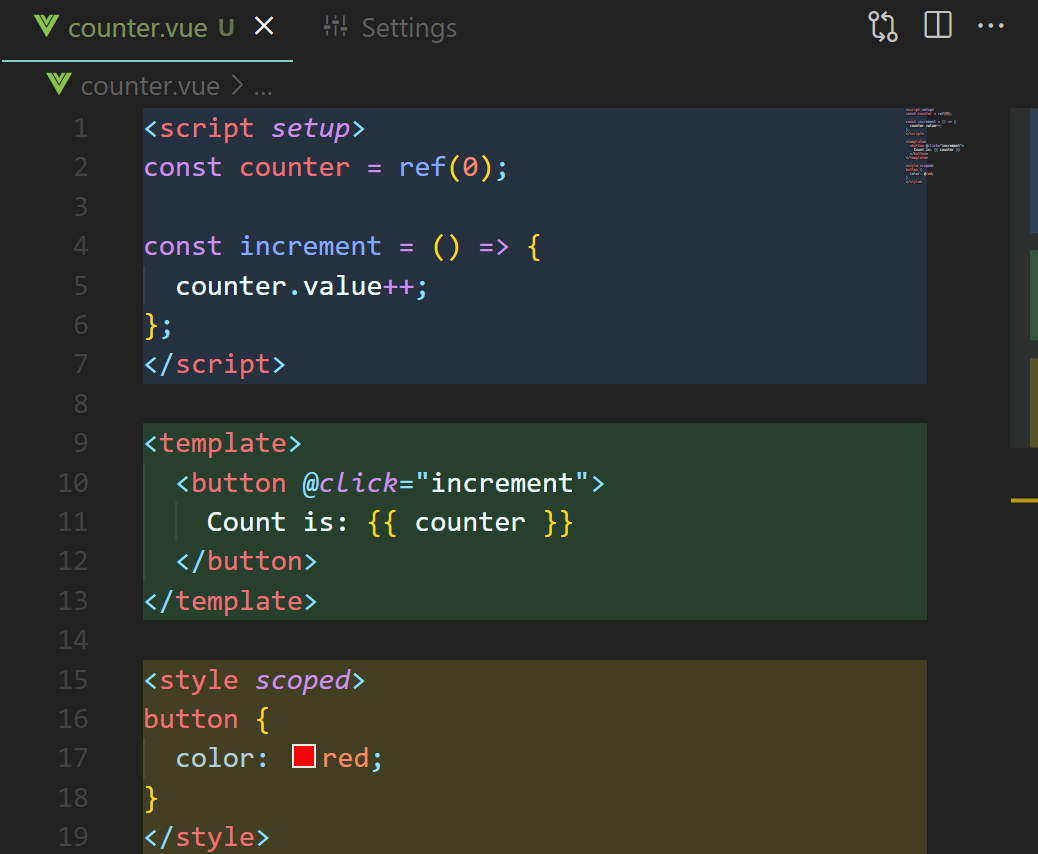 counter.vue U Settings
counter.vue > ...
1 <script setup>
2 const counter = ref(0);
3
4 const increment = () => {
5   counter.value++;
6 };
7 </script>
8
9 <template>
10   <button @click="increment">
11     Count is: {{ counter }}
12   </button>
13 </template>
14
15 <style scoped>
16 button {
17   color: red;
18 }
19 </style>